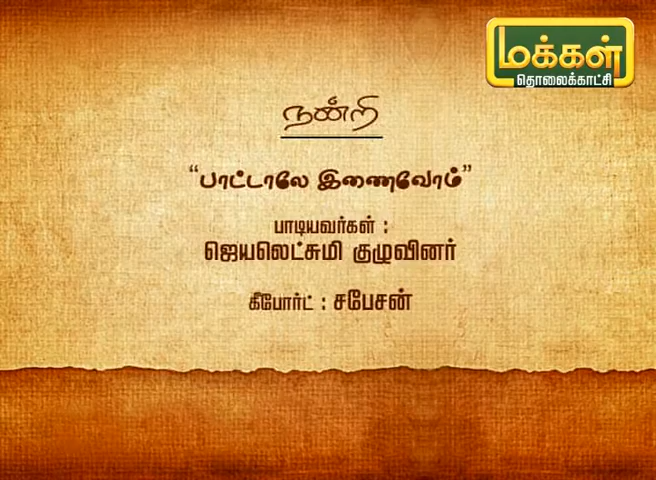 மக்கள்
தொலைக்காட்சி
நன்றி
“பாட்டாலே இணைவோம்”
பாடியவர்கள் :
ஜெயலெட்சுமி குழுவினர்
கீபோர்ட் : சபேசன்